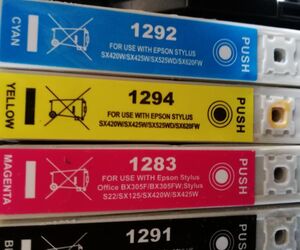 CYAN
1292
FOR USE WITH EPSON STYLUS
SX420W/SX425W/SX525WD/SX620FW
PUSH
YELLOW
1294
FOR USE WITH EPSON STYLUS
SX420W/SX425W/SX525WD/SX620FW
PUSH
MAGENTA
1283
FOR USE WITH Epson Stylus
Office BX305F/BX305FW;Stylus
S22/SX125/SX420W/SX425W
PUSH
1291
PUSH